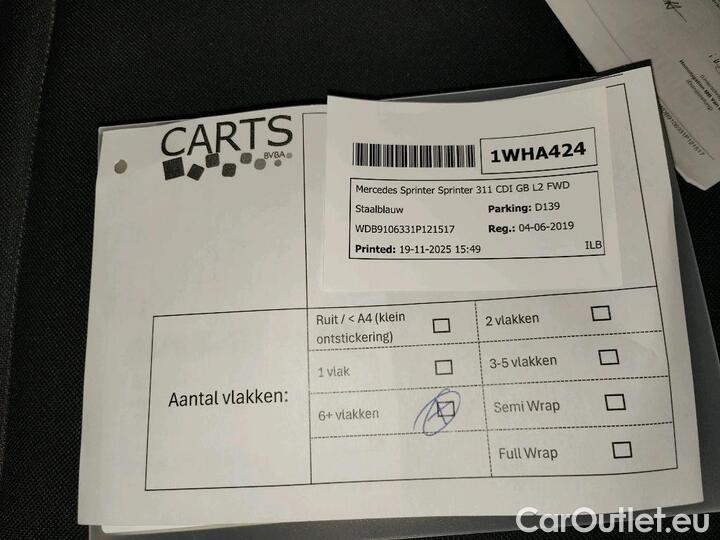 CARTS
BVBA
1WHA424
Mercedes Sprinter Sprinter 311 CDI GB L2 FWD
Staalblauw Parking: D139
WDB9106331P121517 Reg.: 04-06-2019
Printed: 19-11-2025 15:49 ILB
Aantal vlakken:
Ruit / < A4 (klein
ontstickering)
2 vlakken
1 vlak
3-5 vlakken
6+ vlakken
Semi Wrap
Full Wrap
CarOutlet.eu